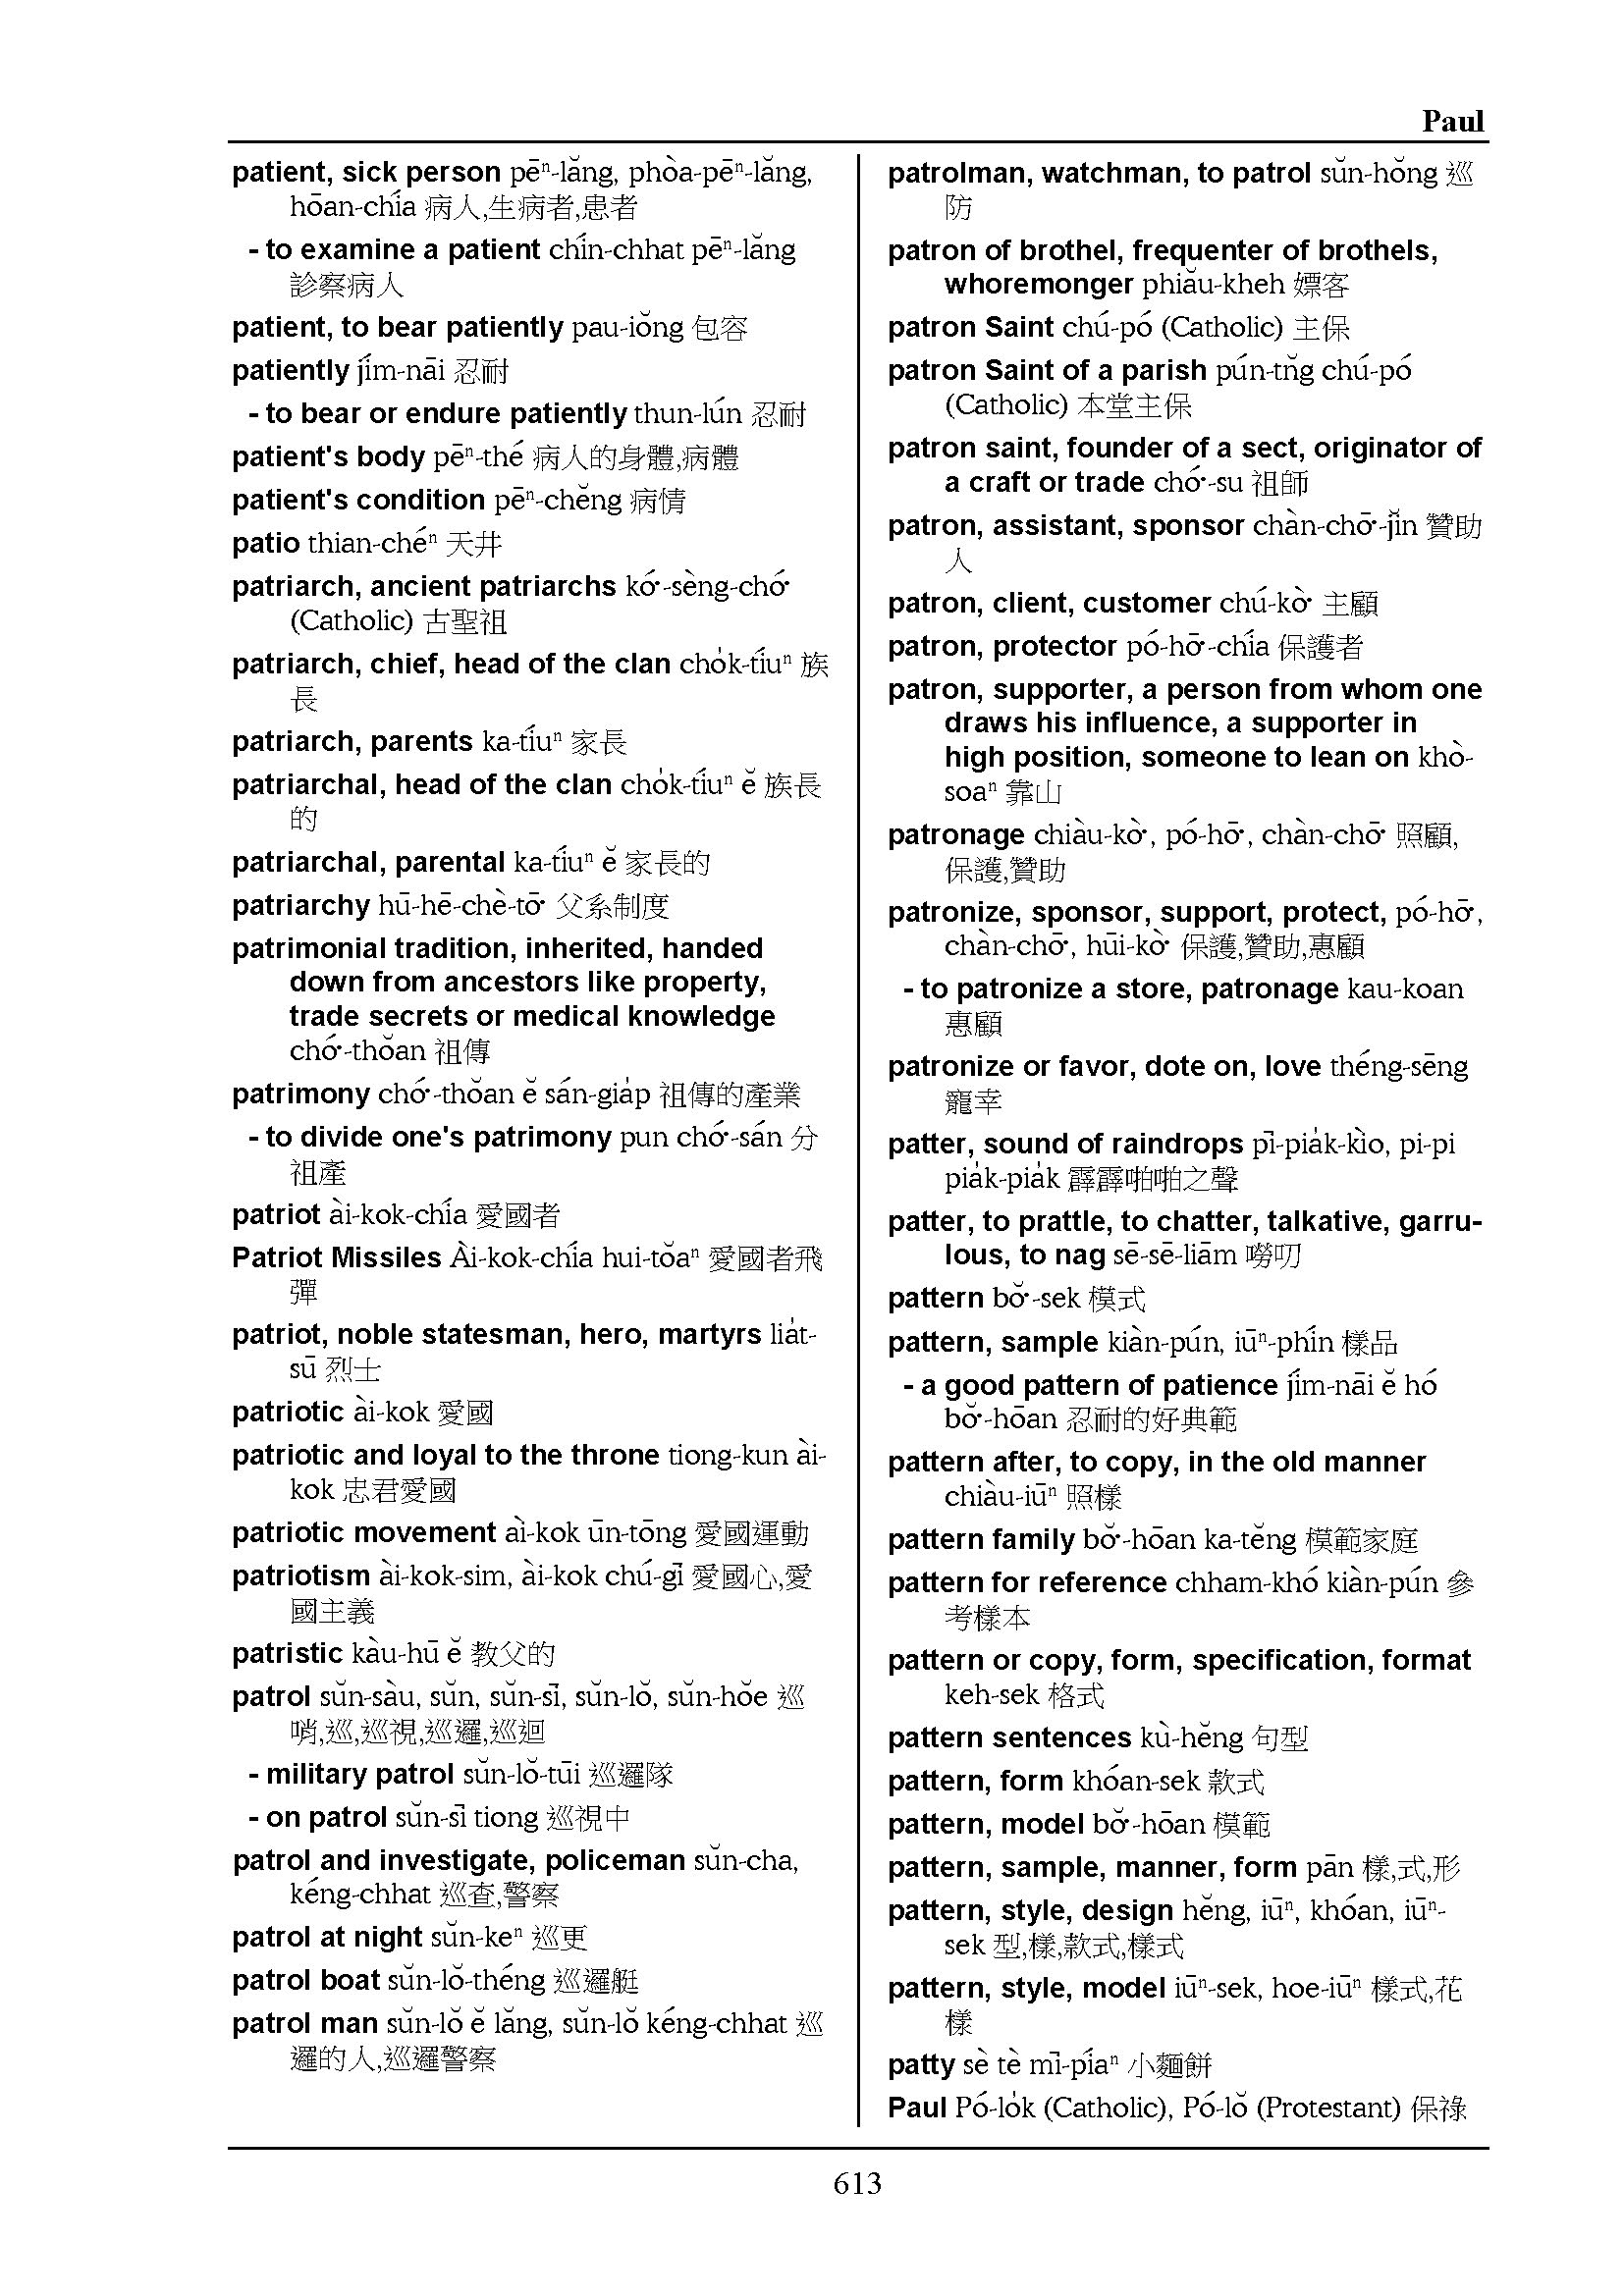 Paul
patient, sick person pēⁿ-lăng, phòa-pēⁿ-lăng,
hōan-chía 病人,生病者,患者
- to examine a patient chín-chhat pēⁿ-lăng
診察病人
patient, to bear patiently pau-iŏng 包容
patiently jím-nāi 忍耐
- to bear or endure patiently thun-lún 忍耐
patient's body pēⁿ-thé 病人的身體,病體
patient's condition pēⁿ-chĕng 病情
patio thian-chéⁿ 天井
patriarch, ancient patriarchs kó͘-sèng-chó͘
(Catholic) 古聖祖
patriarch, chief, head of the clan cho̍k-tíuⁿ 族
長
patriarch, parents ka-tíuⁿ 家長
patriarchal, head of the clan cho̍k-tíuⁿ ĕ 族長
的
patriarchal, parental ka-tíuⁿ ĕ 家長的
patriarchy hū-hē-chè-tō͘ 父系制度
patrimonial tradition, inherited, handed
down from ancestors like property,
trade secrets or medical knowledge
chó͘-thŏan 祖傳
patrimony chó͘-thŏan ĕ sán-gia̍p 祖傳的產業
- to divide one's patrimony pun chó͘-sán 分
祖產
patriot ài-kok-chía 愛國者
Patriot Missiles Ài-kok-chía hui-tŏaⁿ 愛國者飛
彈
patriot, noble statesman, hero, martyrs lia̍t-
sū 烈士
patriotic ài-kok 愛國
patriotic and loyal to the throne tiong-kun ài-
kok 忠君愛國
patriotic movement aì-kok ūn-tōng 愛國運動
patriotism ài-kok-sim, ài-kok chú-gī 愛國心,愛
國主義
patristic kàu-hū ĕ 教父的
patrol sŭn-sàu, sŭn, sŭn-sī, sŭn-lŏ, sŭn-hŏe 巡
哨,巡,巡視,巡邏,巡迴
- military patrol sŭn-lŏ-tūi 巡邏隊
- on patrol sŭn-sī tiong 巡視中
patrol and investigate, policeman sŭn-cha,
kéng-chhat 巡查,警察
patrol at night sŭn-keⁿ 巡更
patrol boat sŭn-lŏ-théng 巡邏艇
patrol man sŭn-lŏ ĕ lăng, sŭn-lŏ kéng-chhat 巡
邏的人,巡邏警察
patrolman, watchman, to patrol sŭn-hŏng 巡
防
patron of brothel, frequenter of brothels,
whoremonger phiău-kheh 嫖客
patron Saint chú-pó (Catholic) 主保
patron Saint of a parish pún-tn̆g chú-pó
(Catholic) 本堂主保
patron saint, founder of a sect, originator of
a craft or trade chó͘-su 祖師
patron, assistant, sponsor chàn-chō͘-jĭn 贊助
人
patron, client, customer chú-kò͘ 主顧
patron, protector pó-hō͘-chía 保護者
patron, supporter, a person from whom one
draws his influence, a supporter in
high position, someone to lean on khò-
soaⁿ 靠山
patronage chiàu-kò͘, pó-hō͘, chàn-chō͘ 照顧,
保護,贊助
patronize, sponsor, support, protect, pó-hō͘,
chàn-chō͘, hūi-kò͘ 保護,贊助,惠顧
- to patronize a store, patronage kau-koan
惠顧
patronize or favor, dote on, love théng-sēng
寵幸
patter, sound of raindrops pī-pia̍k-kìo, pi-pi
pia̍k-pia̍k 霹霹啪啪之聲
patter, to prattle, to chatter, talkative, garru-
lous, to nag sē-sē-liām 嘮叨
pattern bŏ͘-sek 模式
pattern, sample kiàn-pún, iūⁿ-phín 樣品
- a good pattern of patience jím-nāi ĕ hó
bŏ͘-hōan 忍耐的好典範
pattern after, to copy, in the old manner
chiàu-iūⁿ 照樣
pattern family bŏ͘-hōan ka-tĕng 模範家庭
pattern for reference chham-khó kiàn-pún 參
考樣本
pattern or copy, form, specification, format
keh-sek 格式
pattern sentences kù-hĕng 句型
pattern, form khóan-sek 款式
pattern, model bŏ͘-hōan 模範
pattern, sample, manner, form pān 樣,式,形
pattern, style, design hĕng, iūⁿ, khóan, iūⁿ-
sek 型,樣,款式,樣式
pattern, style, model iūⁿ-sek, hoe-iūⁿ 樣式,花
樣
patty sè tè mī-píaⁿ 小麵餅
Paul Pó-lo̍k (Catholic), Pó-lŏ (Protestant) 保祿
613